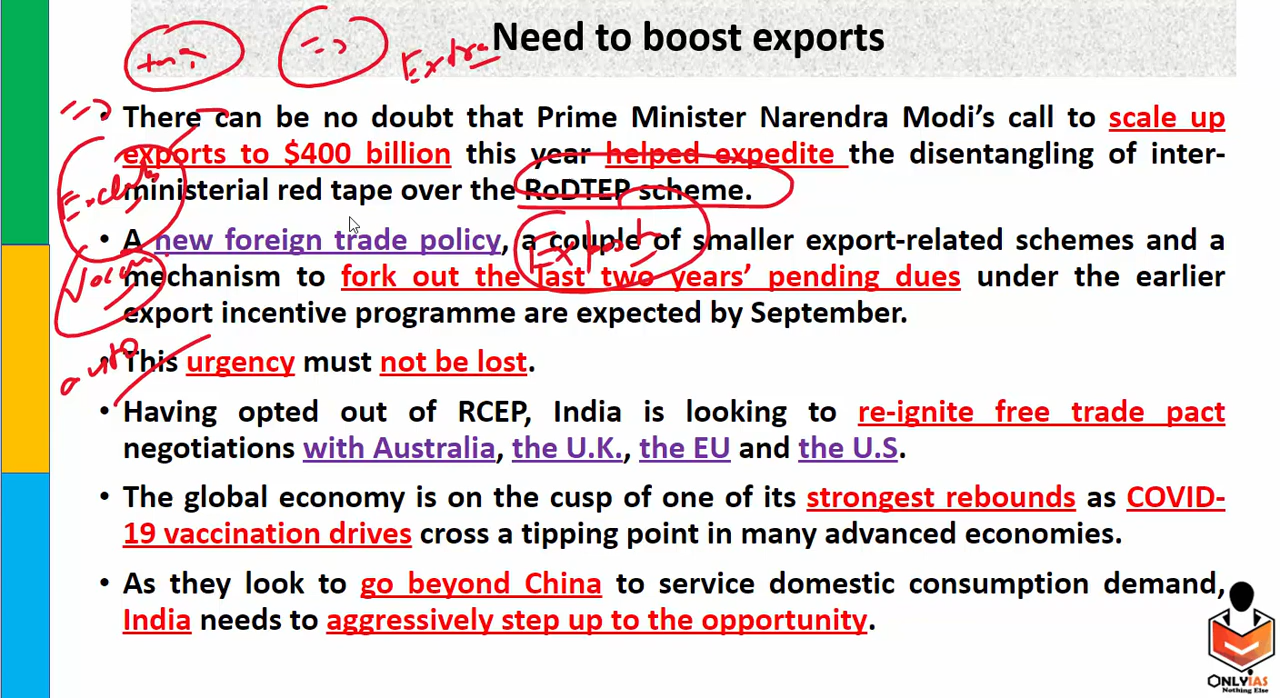 Need to boost exports
Extra
• There can be no doubt that Prime Minister Narendra Modi’s call to scale up
exports to $400 billion this year helped expedite the disentangling of inter-
ministerial red tape over the RoDTEP scheme.
• A new foreign trade policy, a couple of smaller export-related schemes and a
mechanism to fork out the last two years’ pending dues under the earlier
export incentive programme are expected by September.
Export
auto
• This urgency must not be lost.
• Having opted out of RCEP, India is looking to re-ignite free trade pact
negotiations with Australia, the U.K., the EU and the U.S.
• The global economy is on the cusp of one of its strongest rebounds as COVID-
19 vaccination drives cross a tipping point in many advanced economies.
• As they look to go beyond China to service domestic consumption demand,
India needs to aggressively step up to the opportunity.
ONLYIAS
Nothing Else